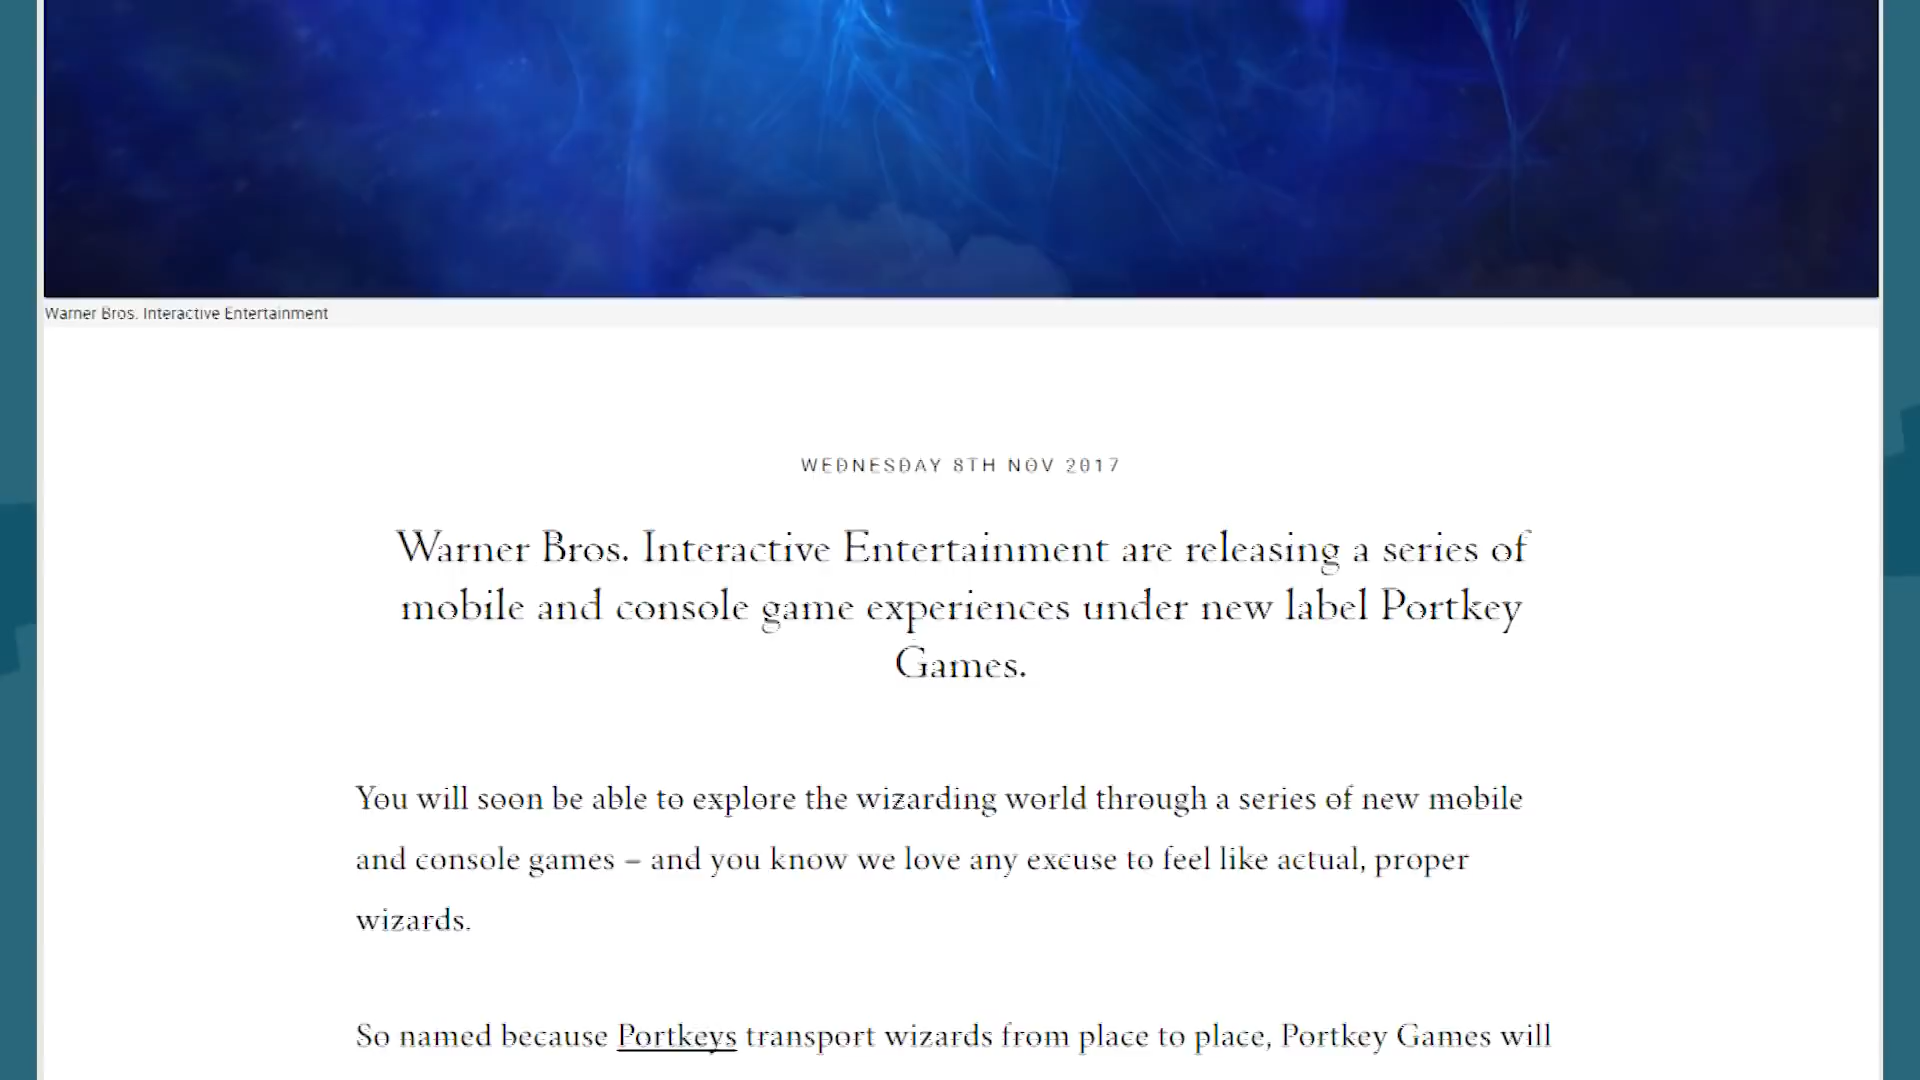 Warner Bros. Interactive Entertainment
WEDNESDAY 8TH NOV 2017
Warner Bros. Interactive Entertainment are releasing a series of
mobile and console game experiences under new label Portkey
Games.
You will soon be able to explore the wizarding world through a series of new mobile
and console games – and you know we love any excuse to feel like actual, proper
wizards.
So named because Portkeys transport wizards from place to place, Portkey Games will